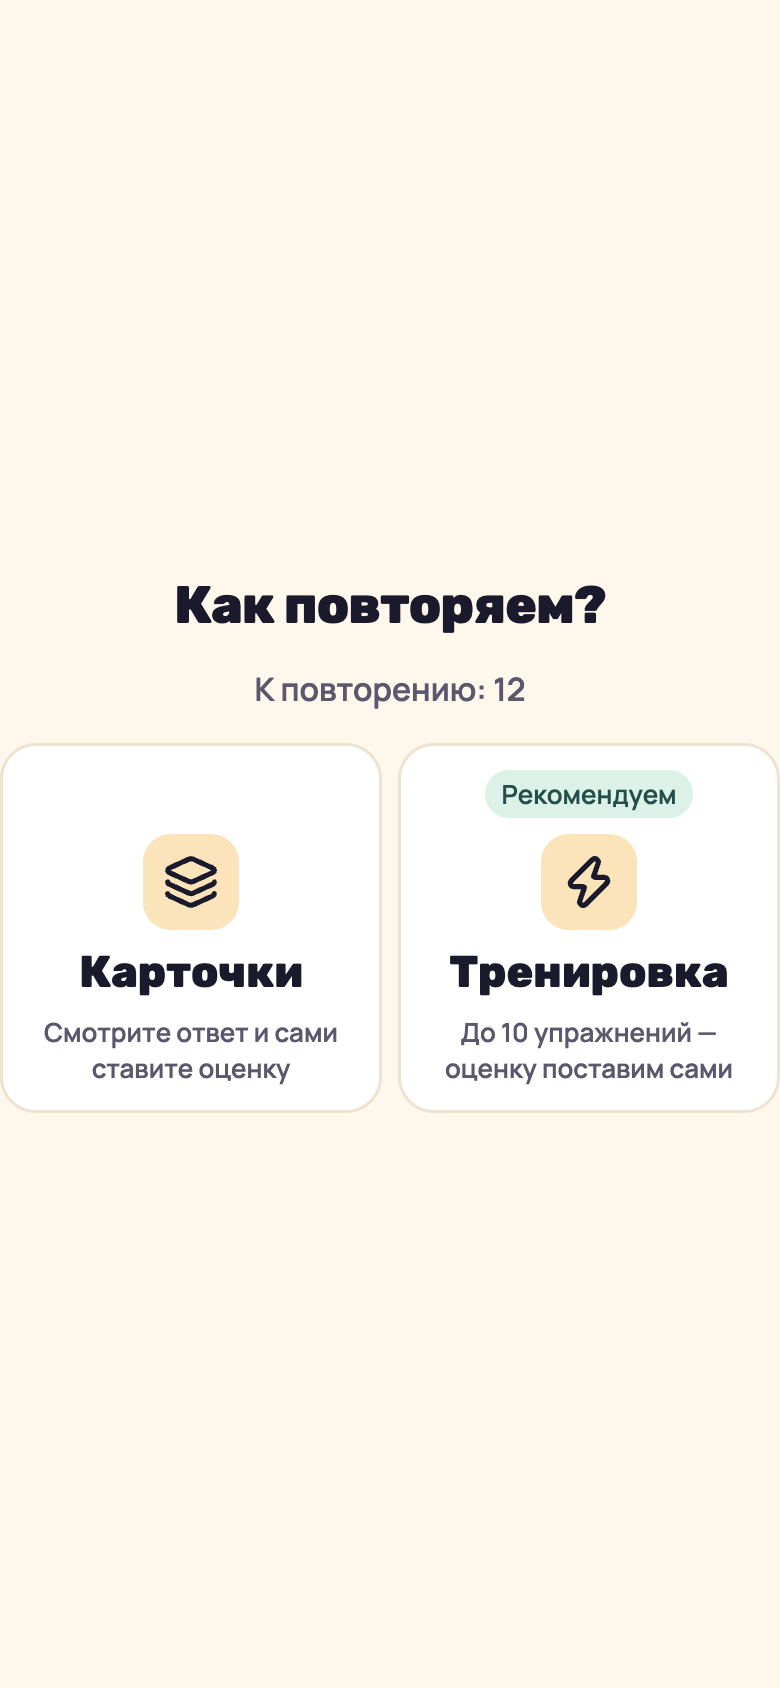 Как повторяем?
К повторению: 12
Карточки
Смотрите ответ и сами
ставите оценку
Рекомендуем
Тренировка
До 10 упражнений —
оценку поставим сами